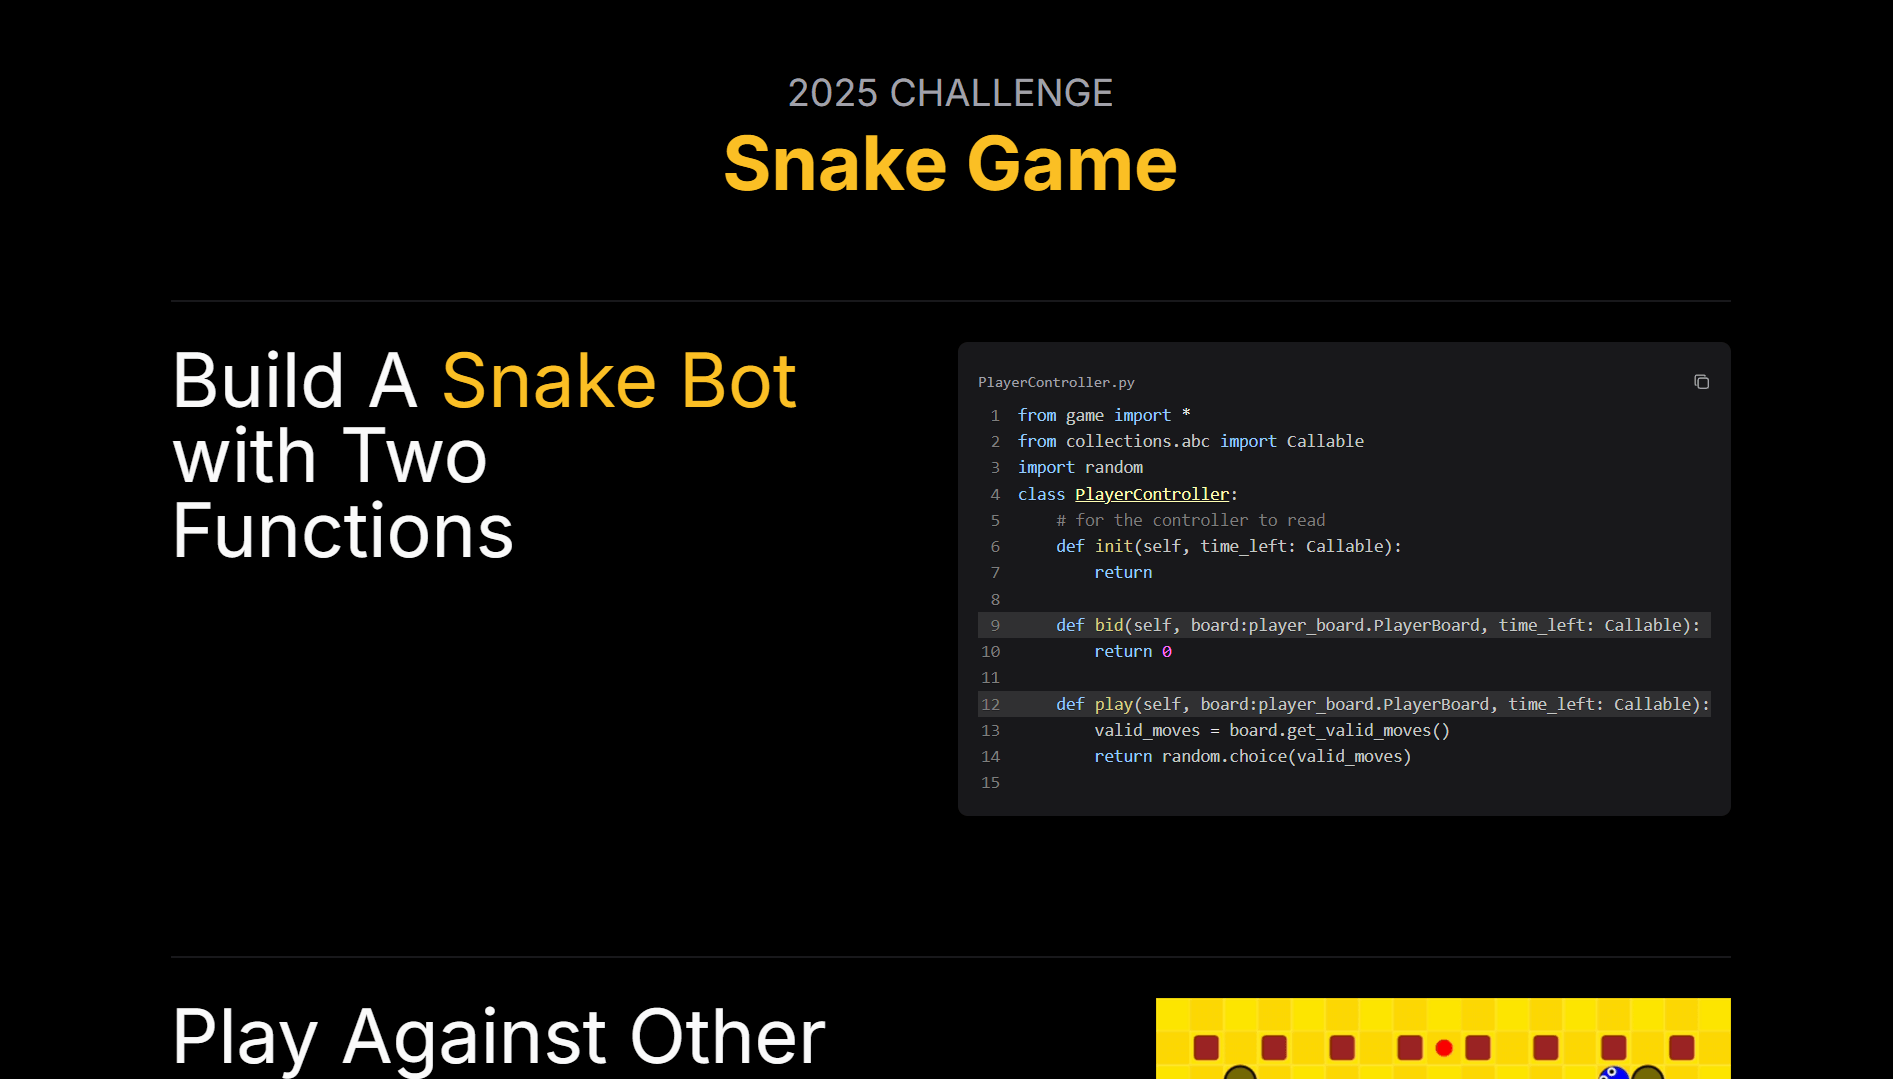 2025 CHALLENGE
Snake Game
Build A Snake Bot
with Two
Functions
PlayerController.py
1 from game import *
2 from collections.abc import Callable
3 import random
4 class PlayerController:
5     # for the controller to read
6     def init(self, time_left: Callable):
7         return
8
9     def bid(self, board:player_board.PlayerBoard, time_left: Callable):
10         return 0
11
12     def play(self, board:player_board.PlayerBoard, time_left: Callable):
13         valid_moves = board.get_valid_moves()
14         return random.choice(valid_moves)
15
Play Against Other